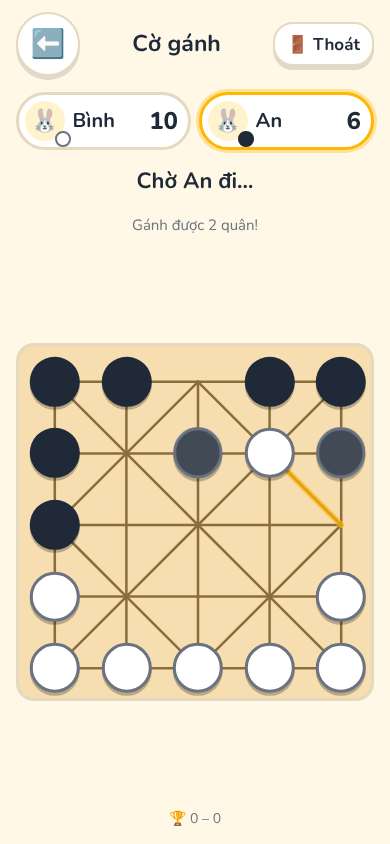 Cờ gánh
Thoát
Bình 10
An 6
Chờ An đi...
Gánh được 2 quân!
0 – 0